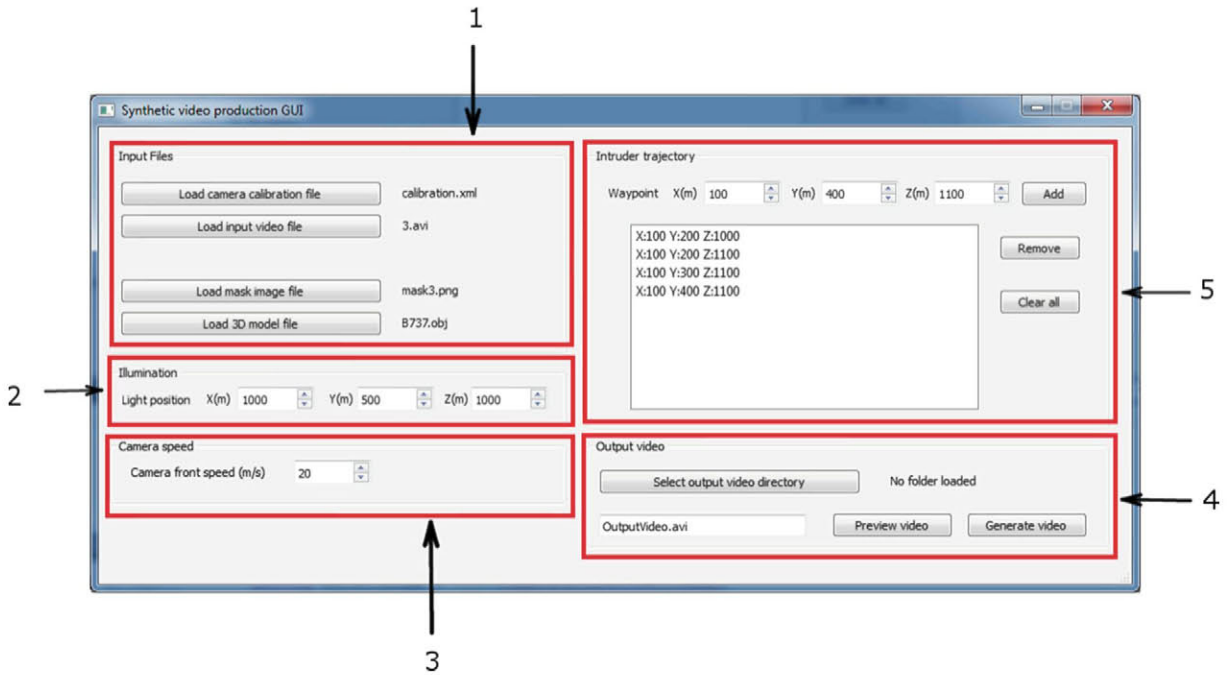 1
Synthetic video production GUI
Input Files
Load camera calibration file calibration.xml
Load input video file 3.avi
Load mask image file mask3.png
Load 3D model file B737.obj
2
Illumination
Light position X(m) 1000 Y(m) 500 Z(m) 1000
Camera speed
Camera front speed (m/s) 20
3
Intruder trajectory
Waypoint X(m) 100 Y(m) 400 Z(m) 1100 Add
X:100 Y:200 Z:1000
X:100 Y:200 Z:1100
X:100 Y:300 Z:1100
X:100 Y:400 Z:1100
Remove
Clear all
5
Output video
Select output video directory No folder loaded
OutputVideo.avi Preview video Generate video
4